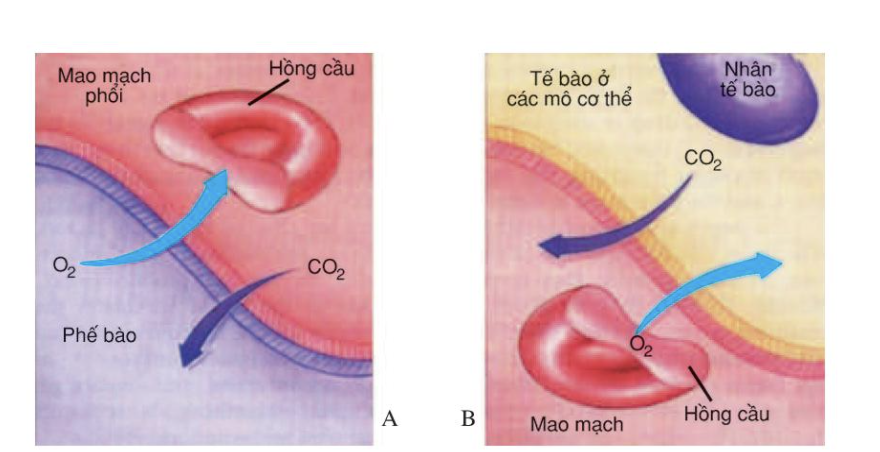 Mao mạch
phổi
Hồng cầu
O₂
CO₂
Phế bào
A
Tế bào ở
các mô cơ thể
Nhân
tế bào
CO₂
O₂
Mao mạch
Hồng cầu
B